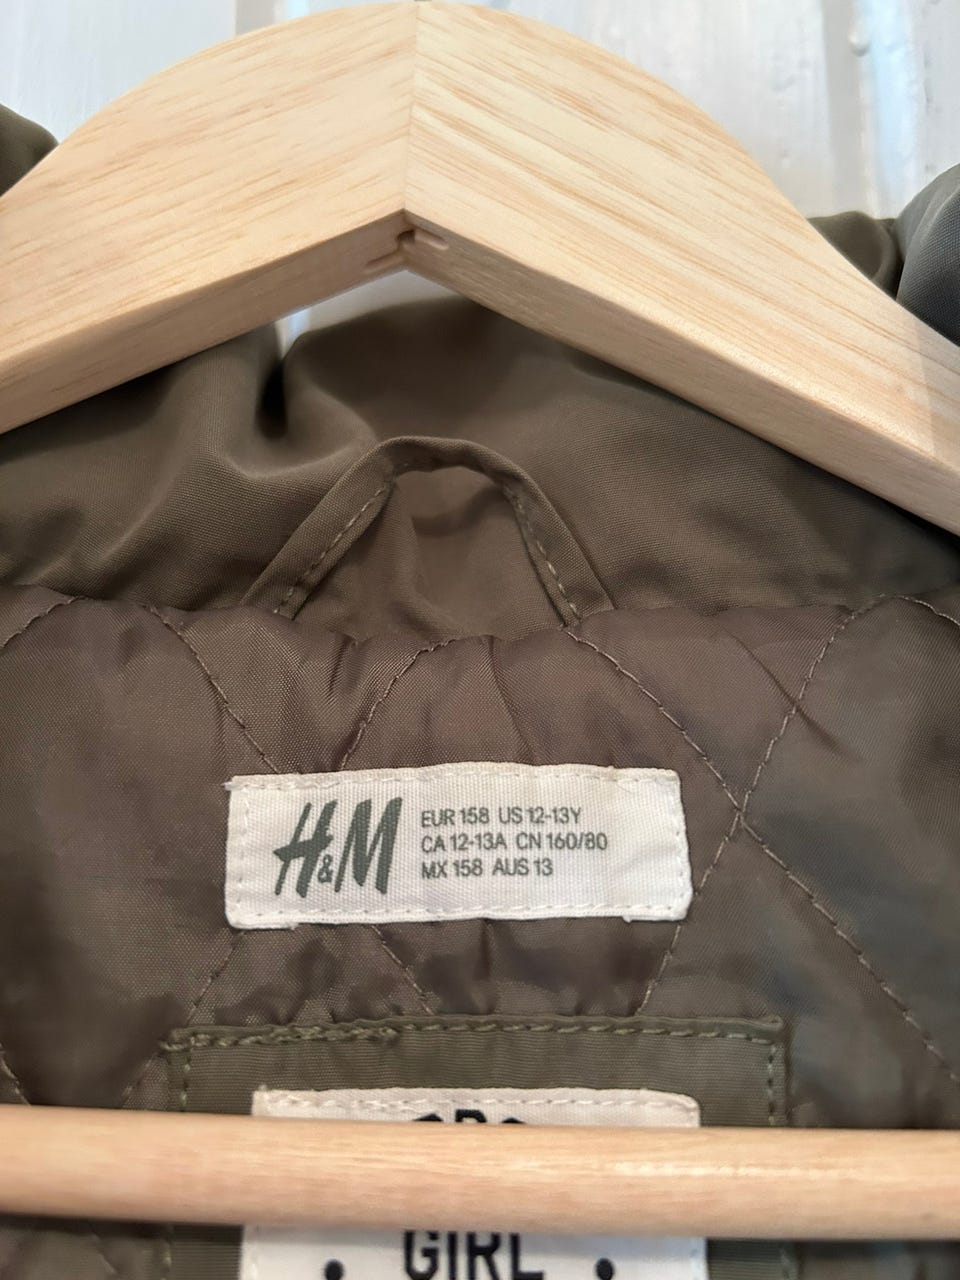 H&M
EUR 158 US 12-13Y
CA 12-13A CN 160/80
MX 158 AUS 13
GIRL